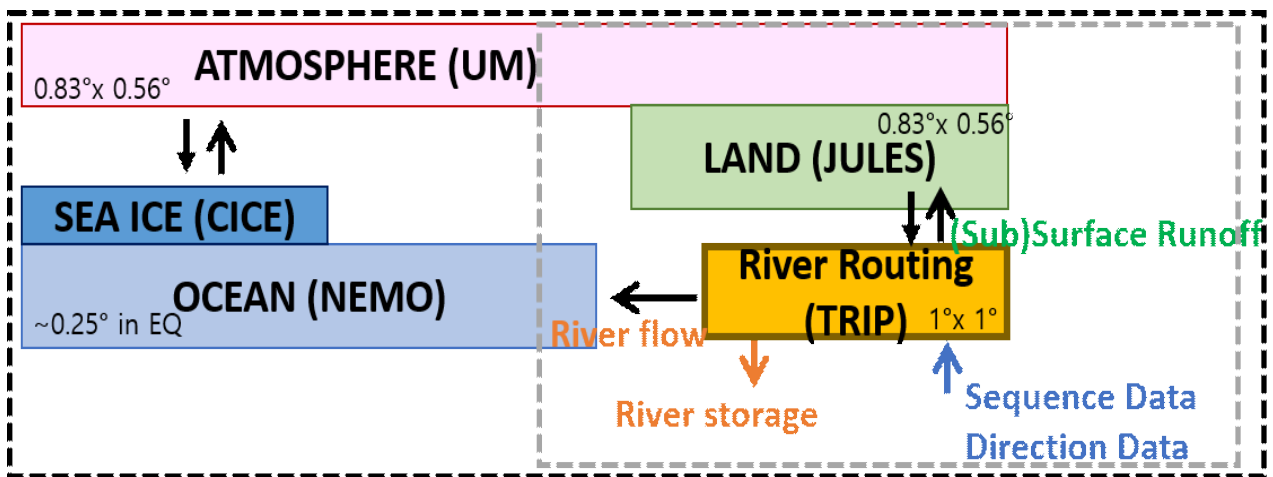 ATMOSPHERE (UM)
0.83°x 0.56°
0.83°x 0.56°
LAND (JULES)
SEA ICE (CICE)
(Sub)Surface Runoff
River Routing
(TRIP) 1°x 1°
OCEAN (NEMO)
~0.25° in EQ
River flow
River storage
Sequence Data
Direction Data